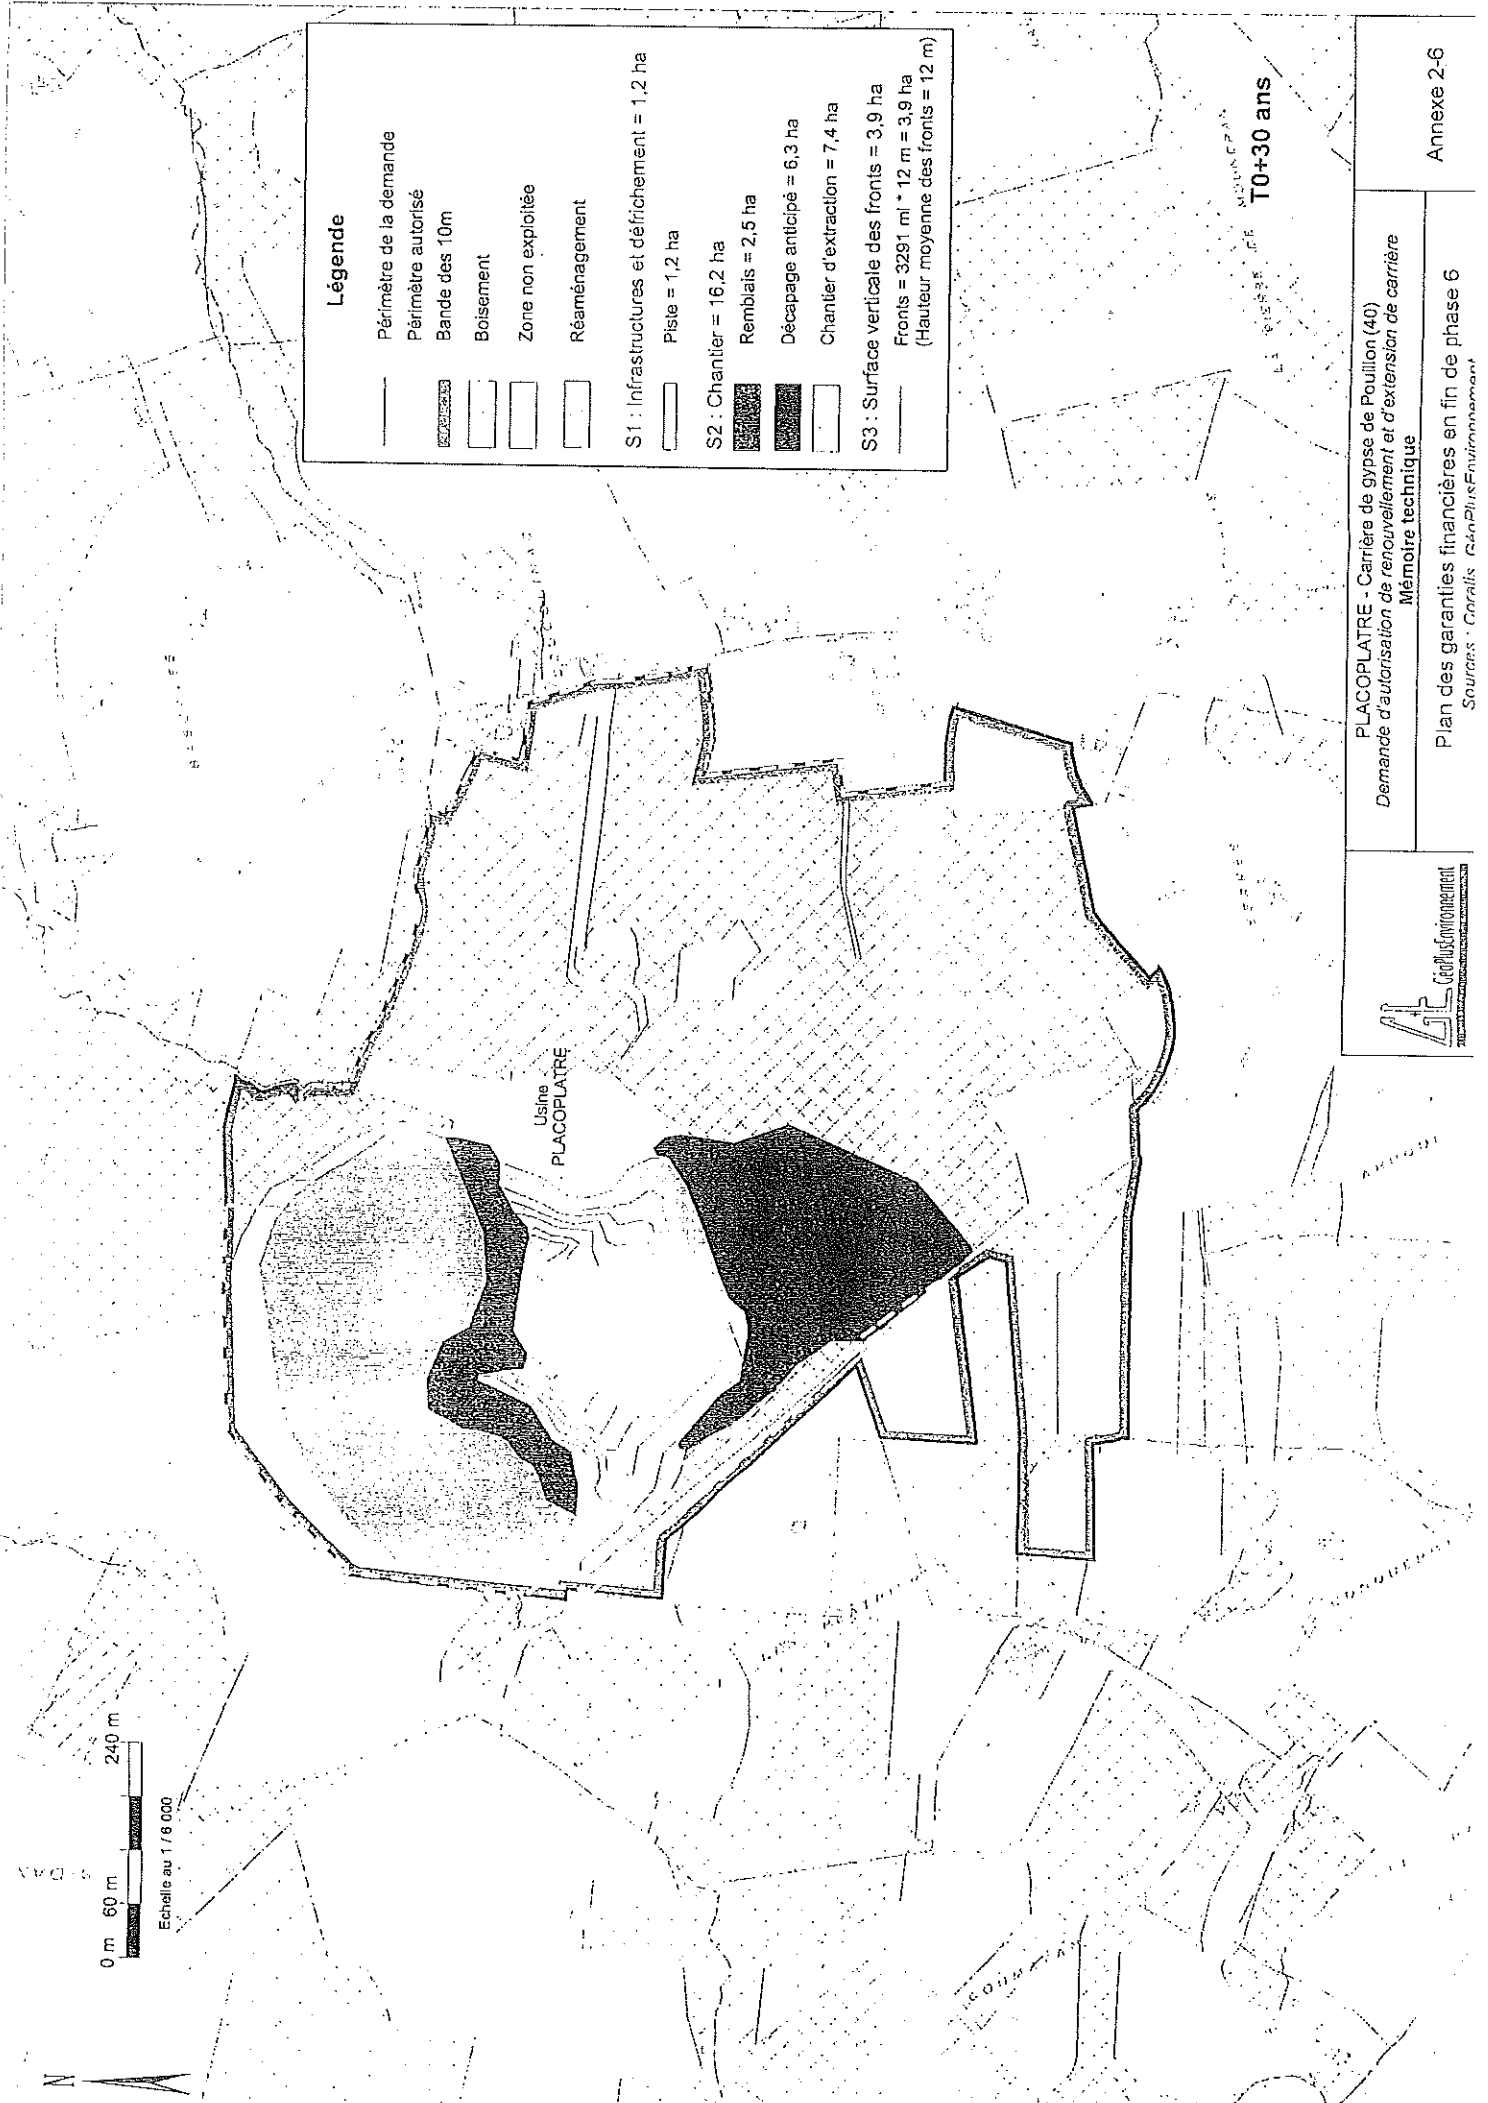 N
0 m 60 m 240 m
Echelle au 1 / 6 000
Usine
PLACOPLATRE
Légende
Périmètre de la demande
Périmètre autorisé
Bande des 10m
Boisement
Zone non exploitée
Réaménagement
S1 : Infrastructures et défrichement = 1,2 ha
Piste = 1,2 ha
S2 : Chantier = 16,2 ha
Remblais = 2,5 ha
Décapage anticipé = 6,3 ha
Chantier d'extraction = 7,4 ha
S3 : Surface verticale des fronts = 3,9 ha
Fronts = 3291 ml * 12 m = 3,9 ha
(Hauteur moyenne des fronts = 12 m)
T0+30 ans
GéoPlusEnvironnement
PLACOPLATRE - Carrière de gypse de Pouillon (40)
Demande d'autorisation de renouvellement et d'extension de carrière
Mémoire technique
Plan des garanties financières en fin de phase 6
Sources : Coralis, GéoPlusEnvironnement
Annexe 2-6